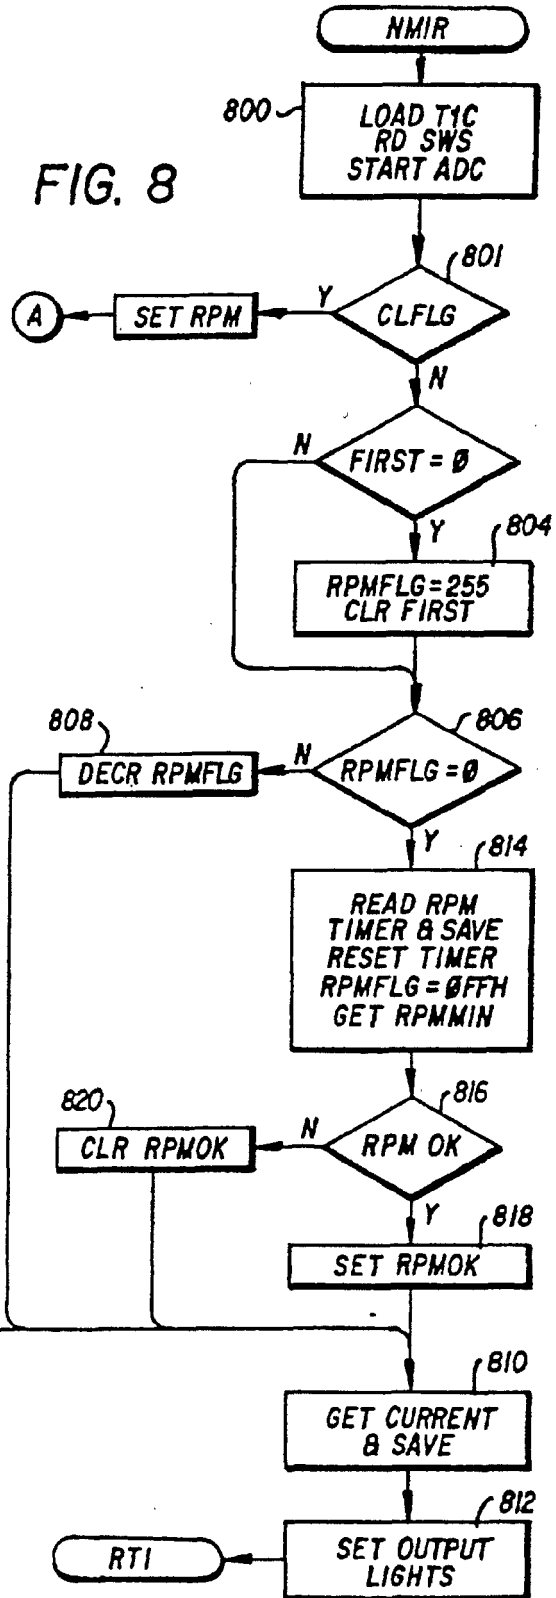 NMIR
800
LOAD T1C
RD SWS
START ADC
FIG. 8
801
CLFLG
Y
SET RPM
A
N
FIRST = Ø
N
Y
804
RPMFLG=255
CLR FIRST
806
RPMFLG = Ø
N
808
DECR RPMFLG
Y
814
READ RPM
TIMER & SAVE
RESET TIMER
RPMFLG = ØFFH
GET RPMMIN
816
RPM OK
N
820
CLR RPMOK
Y
818
SET RPMOK
810
GET CURRENT
& SAVE
812
SET OUTPUT
LIGHTS
RTI